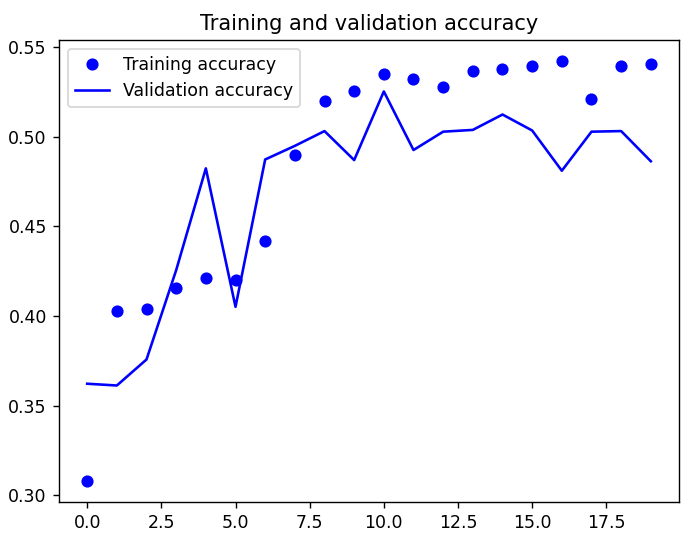 Training and validation accuracy
Training accuracy
Validation accuracy
0.55
0.50
0.45
0.40
0.35
0.30
0.0 2.5 5.0 7.5 10.0 12.5 15.0 17.5